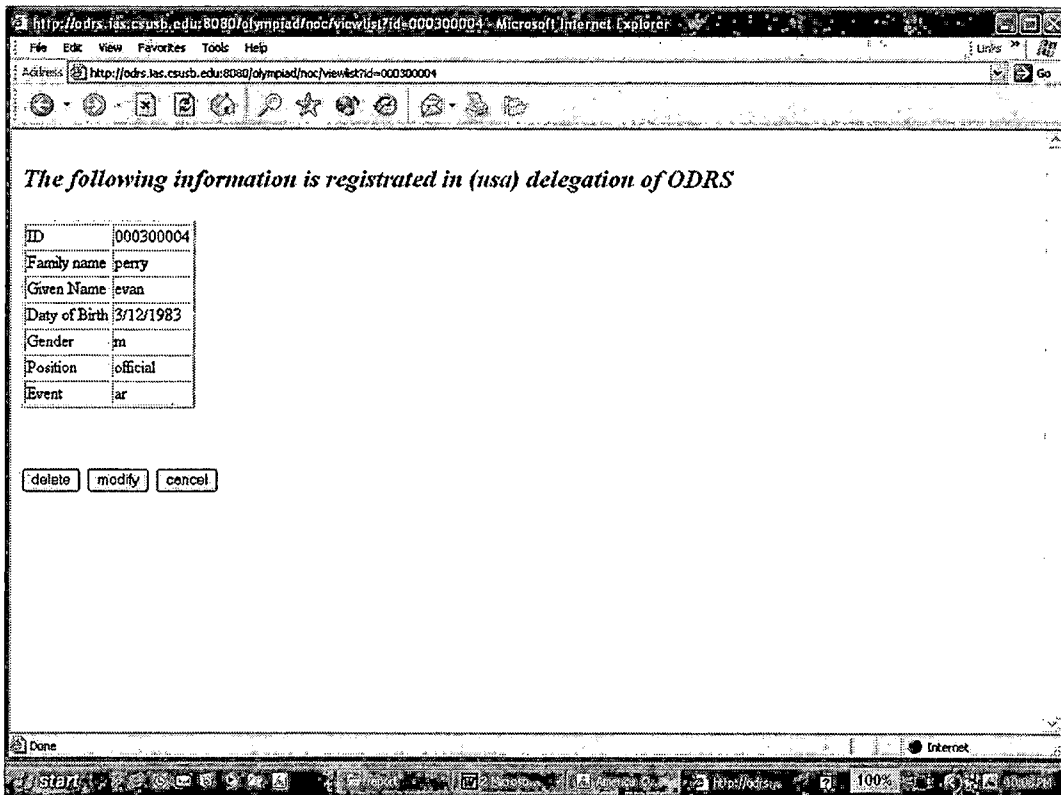 http://odrs.ias.csusb.edu:8080/olympiad/noc/viewlist?id=000300004 - Microsoft Internet Explorer
File Edit View Favorites Tools Help
Links »
Address http://odrs.ias.csusb.edu:8080/olympiad/noc/viewlist?id=000300004
Go
The following information is registrated in (usa) delegation of ODRS
ID 000300004
Family name perry
Given Name evan
Daty of Birth 3/12/1983
Gender m
Position official
Event ar
delete modify cancel
Done
Internet
start
100%